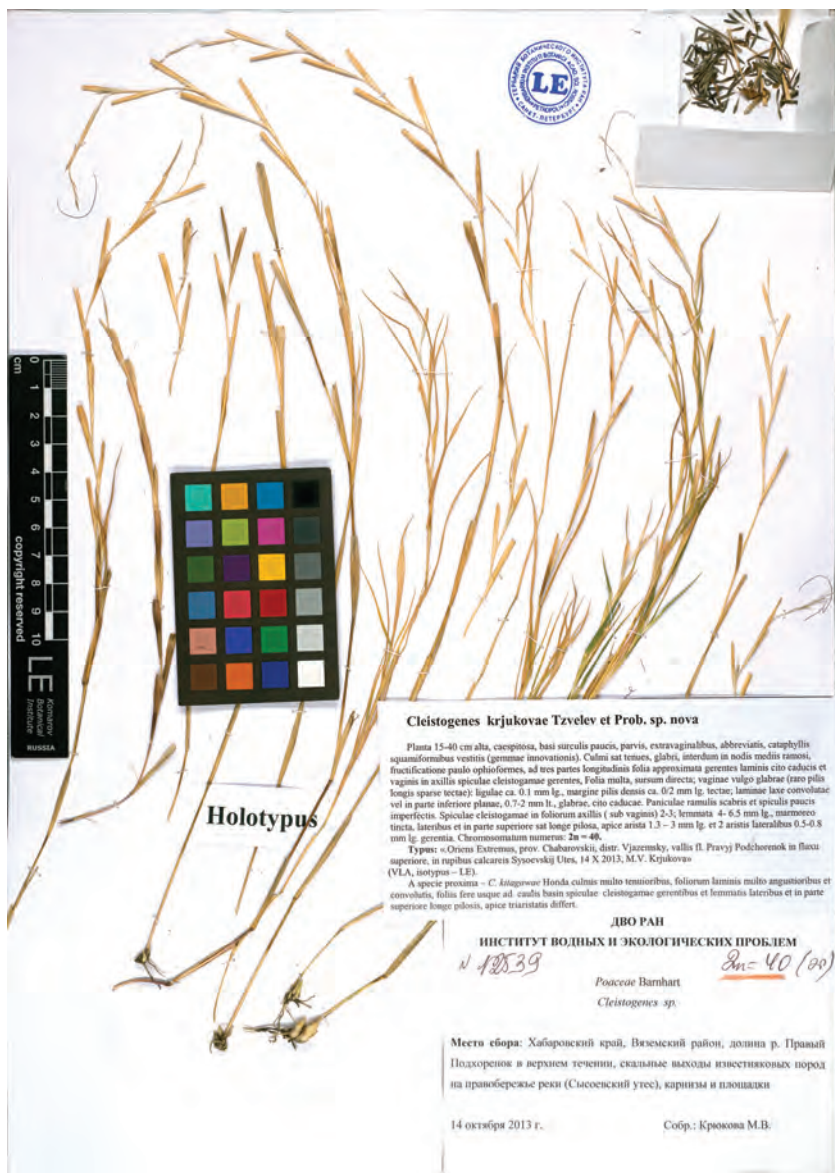 ГЕРБАРИЙ БОТАНИЧЕСКОГО ИНСТИТУТА
LE
САНКТ-ПЕТЕРБУРГ
cm
0 1 2 3 4 5 6 7 8 9 10
copyright reserved
LE
Komarov
Botanical
Institute
RUSSIA
Holotypus
Cleistogenes krjukovae Tzvelev et Prob. sp. nova
Planta 15-40 cm alta, caespitosa, basi surculis paucis, parvis, extravaginalibus, abbreviatis, cataphyllis
squamiformibus vestitis (gemmae innovationis). Culmi sat tenues, glabri, interdum in nodis mediis ramosi,
fructificatione paulo ophioformes, ad tres partes longitudinis folia approximata gerentes laminis cito caducis et
vaginis in axillis spiculae cleistogamae gerentes, Folia multa, sursum directa; vaginae vulgo glabrae (raro pilis
longis sparse tectae): ligulae ca. 0.1 mm lg., margine pilis densis ca. 0/2 mm lg. tectae; laminae laxe convolutae
vel in parte inferiore planae, 0.7-2 mm lt., glabrae, cito caducae. Paniculae ramulis scabris et spiculis paucis
imperfectis. Spiculae cleistogamae in foliorum axillis ( sub vaginis) 2-3; lemmata 4- 6.5 mm lg., marmoreo
tincta, lateribus et in parte superiore sat longe pilosa, apice arista 1.3 – 3 mm lg. et 2 aristis lateralibus 0.5-0.8
mm lg. gerentia. Chromosomatum numerus: 2n = 40.
Typus: «Oriens Extremus, prov. Chabarovskij, distr. Vjazemsky, vallis fl. Pravyj Podchorenok in fluxu
superiore, in rupibus calcareis Sysoevskij Utes, 14 X 2013, M.V. Krjukova»
(VLA, isotypus – LE).
A specie proxima – C. kitagawae Honda culmis multo tenuioribus, foliorum laminis multo angustioribus et
convolutis, foliis fere usque ad caulis basin spiculae cleistogamae gerentibus et lemmatis lateribus et in parte
superiore longe pilosis, apice triaristatis differt.
ДВО РАН
ИНСТИТУТ ВОДНЫХ И ЭКОЛОГИЧЕСКИХ ПРОБЛЕМ
N 12539 2n= 40
Poaceae Barnhart
Cleistogenes sp.
Место сбора: Хабаровский край, Вяземский район, долина р. Правый
Подхоренок в верхнем течении, скальные выходы известняковых пород
на правобережье реки (Сысоевский утес), карнизы и площадки
14 октября 2013 г. Собр.: Крюкова М.В.